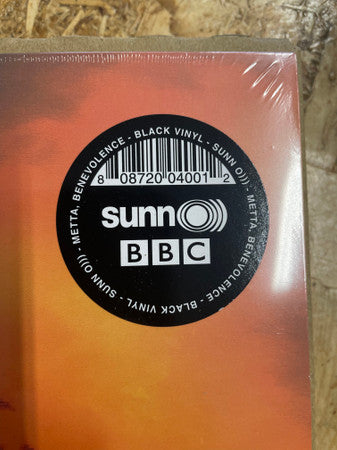 METTA, BENEVOLENCE - BLACK VINYL - SUNN O))) - METTA, BENEVOLENCE - BLACK VINYL - SUNN O))) -
8 08720 04001 2
sunn O)))
BBC